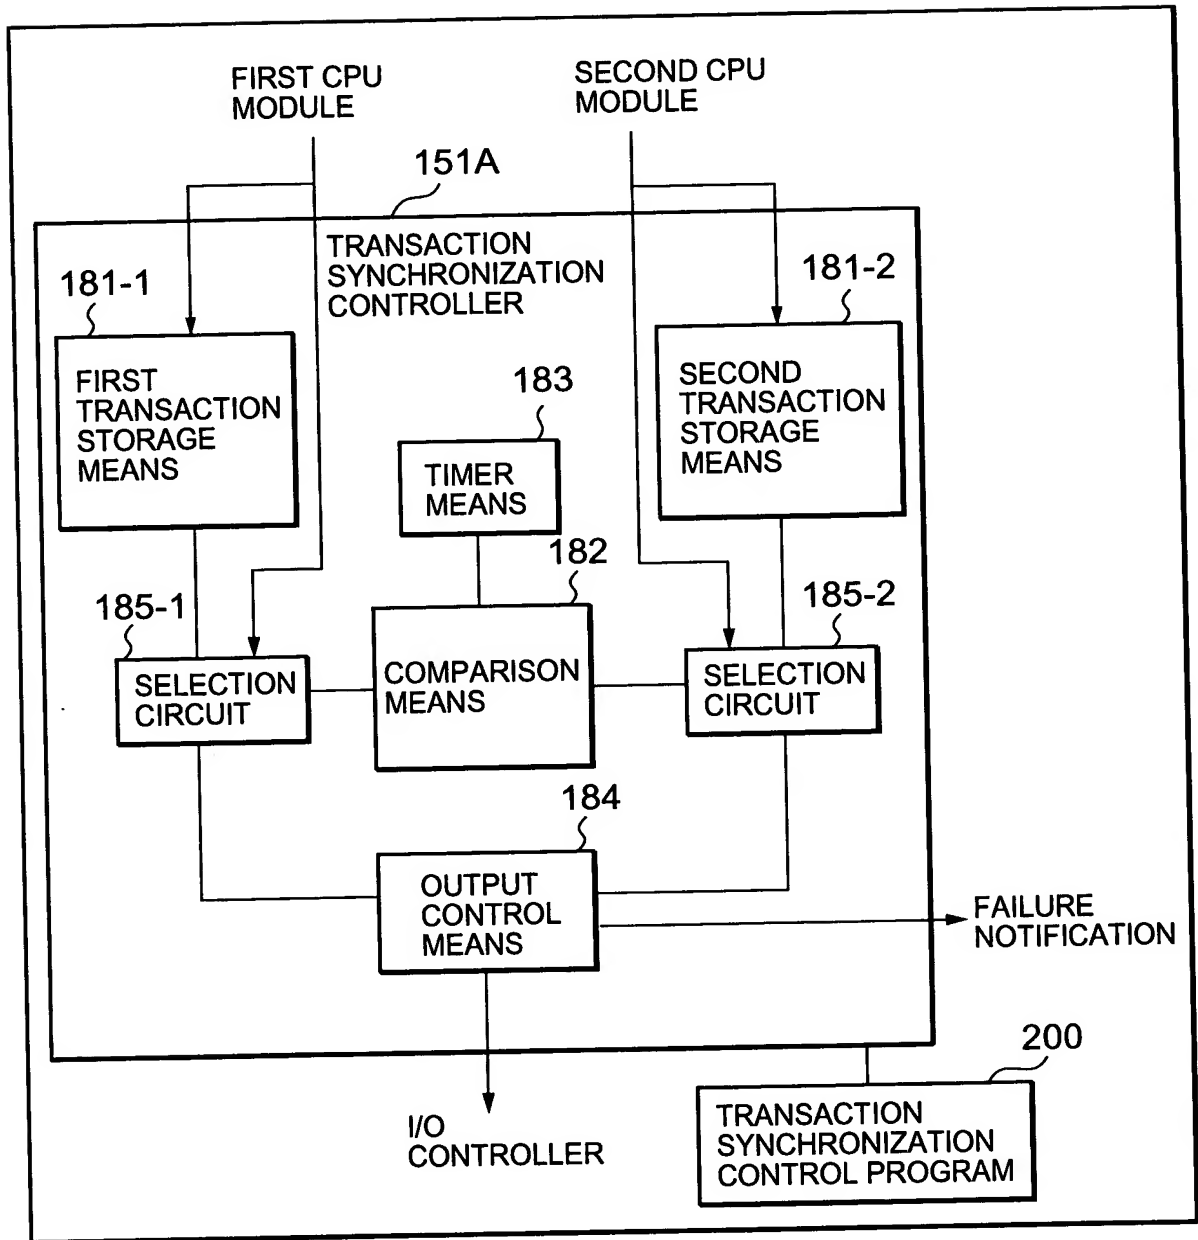 FIRST CPU
MODULE
SECOND CPU
MODULE
151A
TRANSACTION
SYNCHRONIZATION
CONTROLLER
181-1
181-2
FIRST
TRANSACTION
STORAGE
MEANS
SECOND
TRANSACTION
STORAGE
MEANS
183
TIMER
MEANS
182
185-1
185-2
SELECTION
CIRCUIT
COMPARISON
MEANS
SELECTION
CIRCUIT
184
OUTPUT
CONTROL
MEANS
FAILURE
NOTIFICATION
200
I/O
CONTROLLER
TRANSACTION
SYNCHRONIZATION
CONTROL PROGRAM